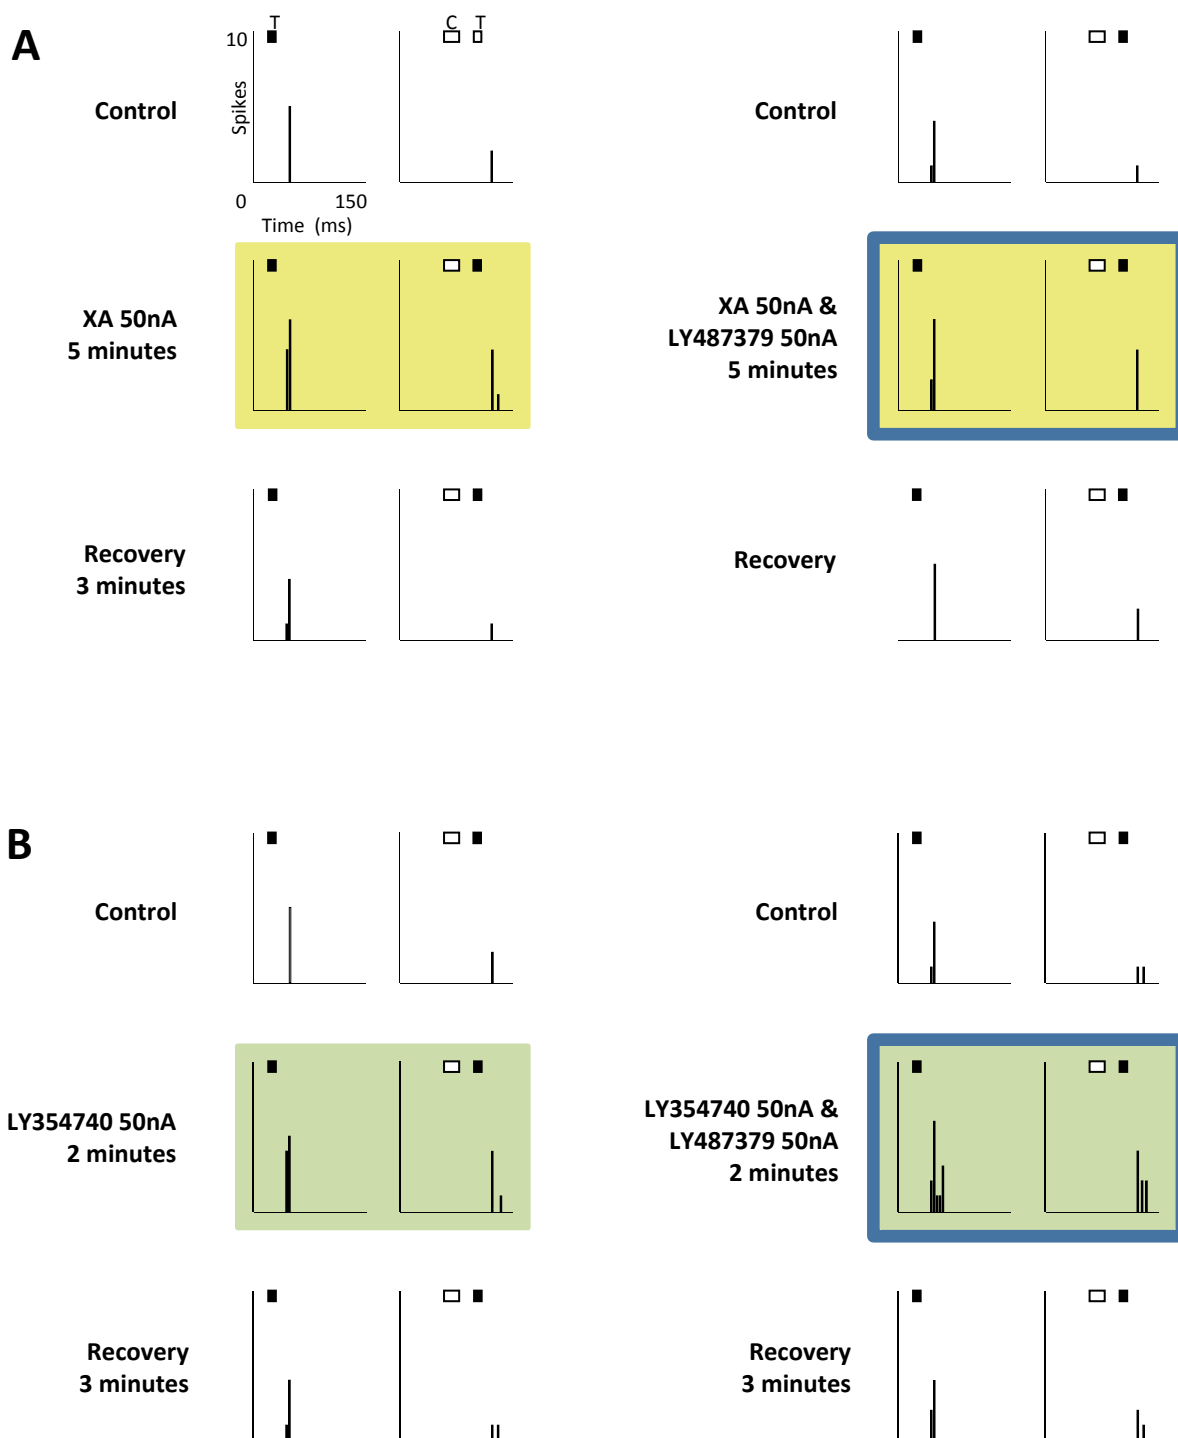 A
T
C T
10
Spikes
Control
0 150
Time (ms)
Control
XA 50nA
5 minutes
XA 50nA &
LY487379 50nA
5 minutes
Recovery
3 minutes
Recovery
B
Control
Control
LY354740 50nA
2 minutes
LY354740 50nA &
LY487379 50nA
2 minutes
Recovery
3 minutes
Recovery
3 minutes